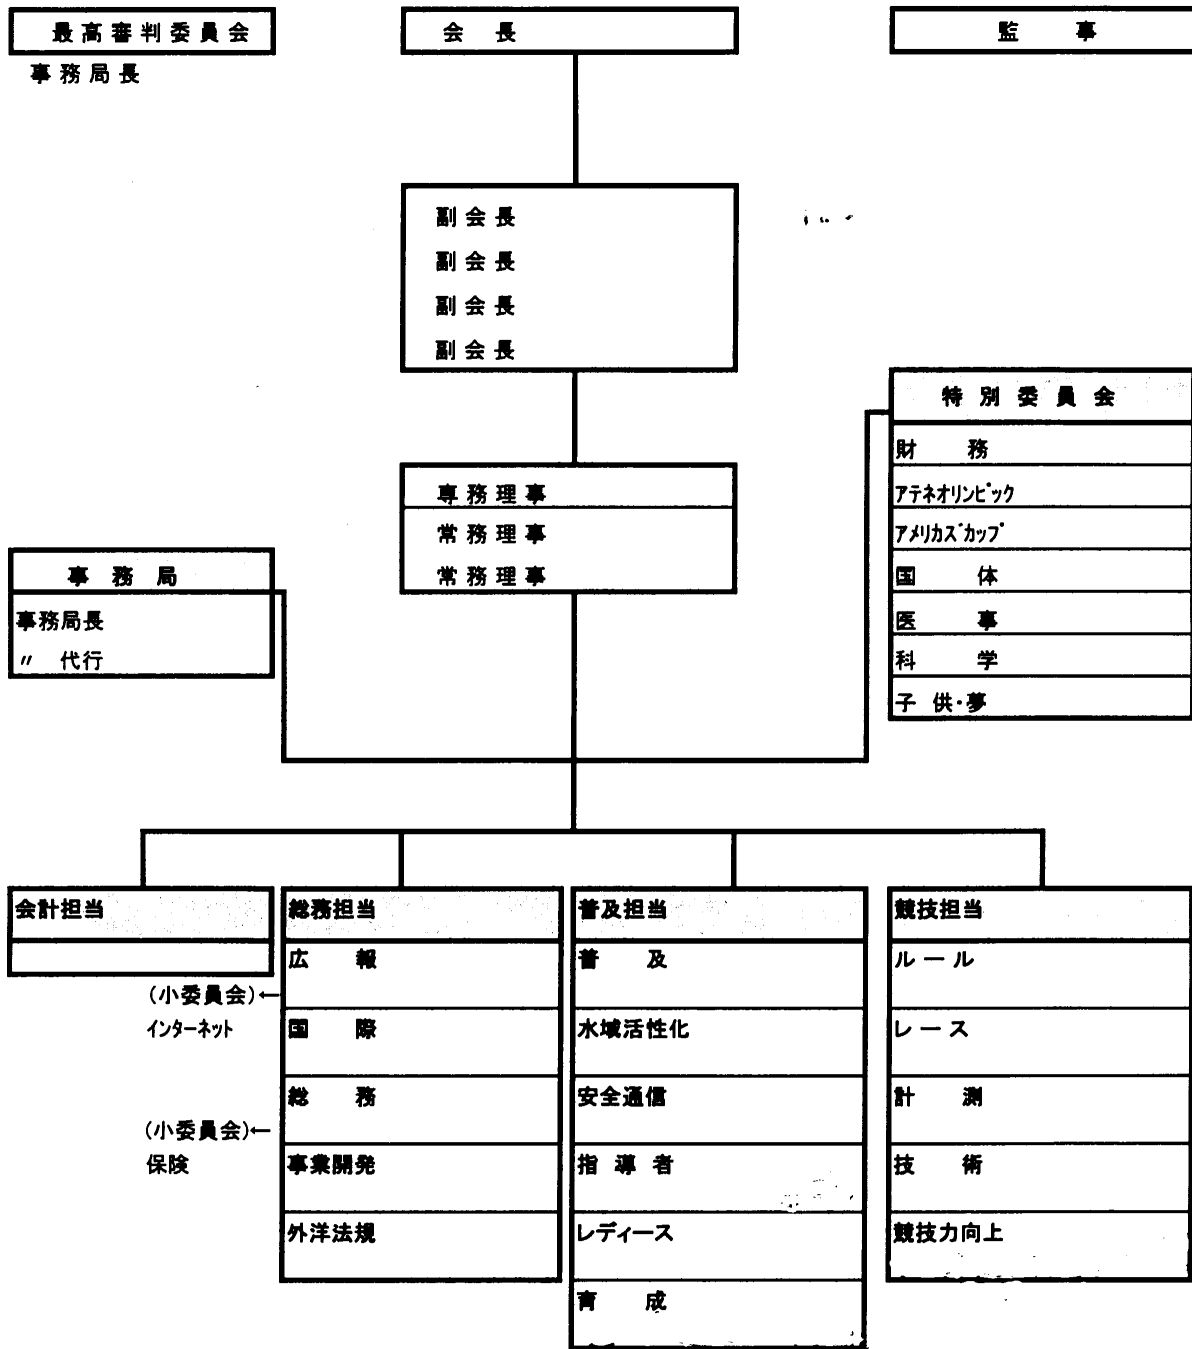 最高審判委員会
事務局長
会長
監事
副会長
副会長
副会長
副会長
専務理事
常務理事
常務理事
特別委員会
財務
アテネオリンピック
アメリカズカップ
国体
医事
科学
子供・夢
事務局
事務局長
〃 代行
会計担当
総務担当
広報
(小委員会)←
インターネット
国際
総務
(小委員会)←
保険
事業開発
外洋法規
普及担当
普及
水域活性化
安全通信
指導者
レディース
育成
競技担当
ルール
レース
計測
技術
競技力向上